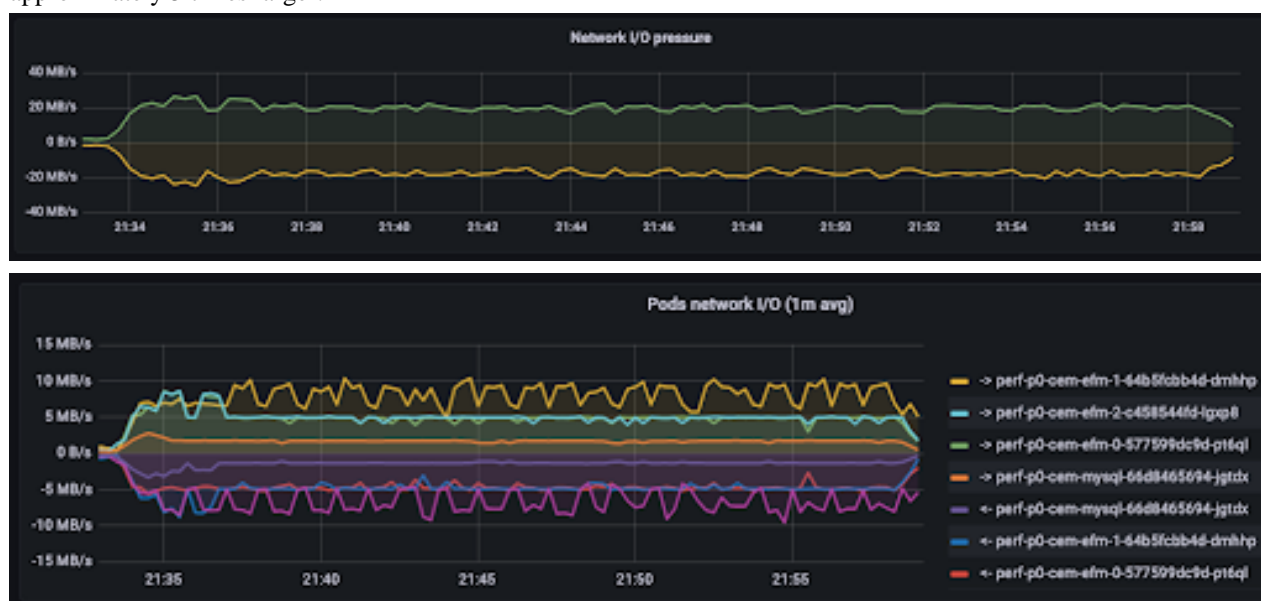 Network I/O pressure
40 MB/s
20 MB/s
0 B/s
-20 MB/s
-40 MB/s
21:34 21:36 21:38 21:40 21:42 21:44 21:46 21:48 21:50 21:52 21:54 21:56 21:58
Pods network I/O (1m avg)
15 MB/s
10 MB/s
5 MB/s
0 B/s
-5 MB/s
-10 MB/s
-15 MB/s
21:35 21:40 21:45 21:50 21:55
-> perf-p0-cem-efm-1-64b5fcbb4d-dmhhp
-> perf-p0-cem-efm-2-c458544fd-lgxp8
-> perf-p0-cem-efm-0-577599dc9d-pt6ql
-> perf-p0-cem-mysql-66d8465694-jgtdx
<- perf-p0-cem-mysql-66d8465694-jgtdx
<- perf-p0-cem-efm-1-64b5fcbb4d-dmhhp
<- perf-p0-cem-efm-0-577599dc9d-pt6ql